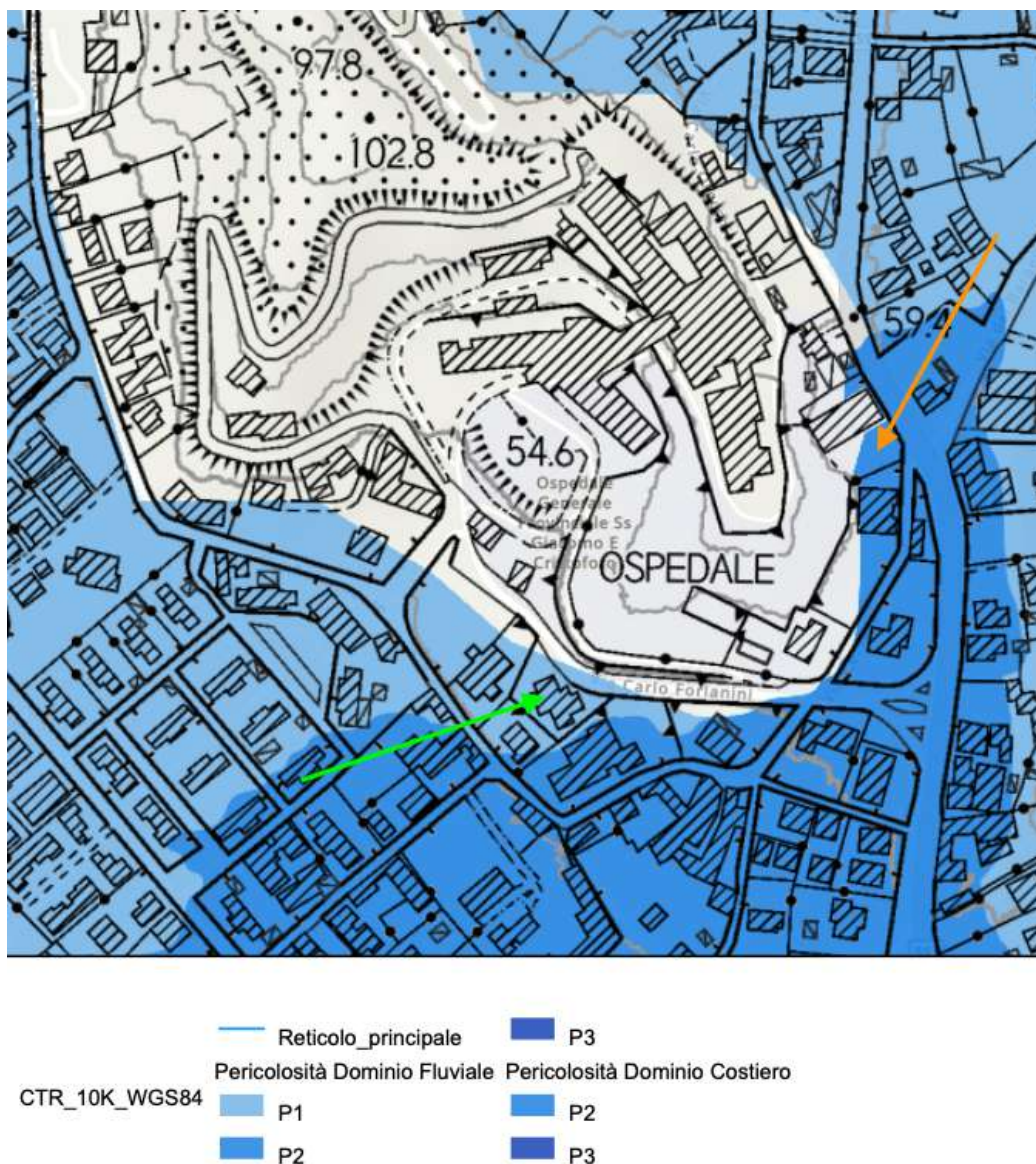 97.8
102.8
59.4
54.6
Ospedale
Generale
Provinciale Ss
Giacomo E
Cristoforo
OSPEDALE
Carlo Forlanini
Reticolo_principale
P3
Pericolosità Dominio Fluviale
Pericolosità Dominio Costiero
CTR_10K_WGS84
P1
P2
P2
P3